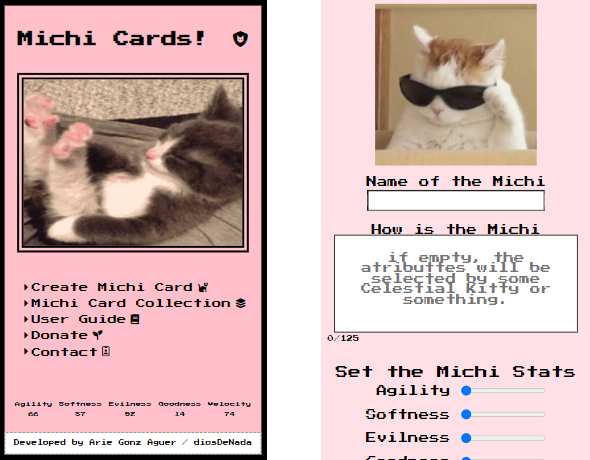 Michi Cards!
Create Michi Card
Michi Card Collection
User Guide
Donate
Contact
Agility Softness Evilness Goodness Velocity
66 57 92 14 74
Developed by Arie Gonz Aguer / diosDeNada
Name of the Michi
How is the Michi
if empty, the
atributtes will be
selected by some
Celestial Kitty or
something.
0/125
Set the Michi Stats
Agility
Softness
Evilness